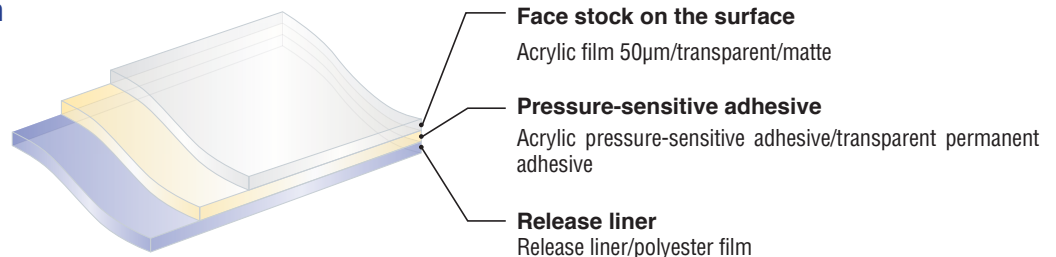 Face stock on the surface
Acrylic film 50μm/transparent/matte
Pressure-sensitive adhesive
Acrylic pressure-sensitive adhesive/transparent permanent
adhesive
Release liner
Release liner/polyester film